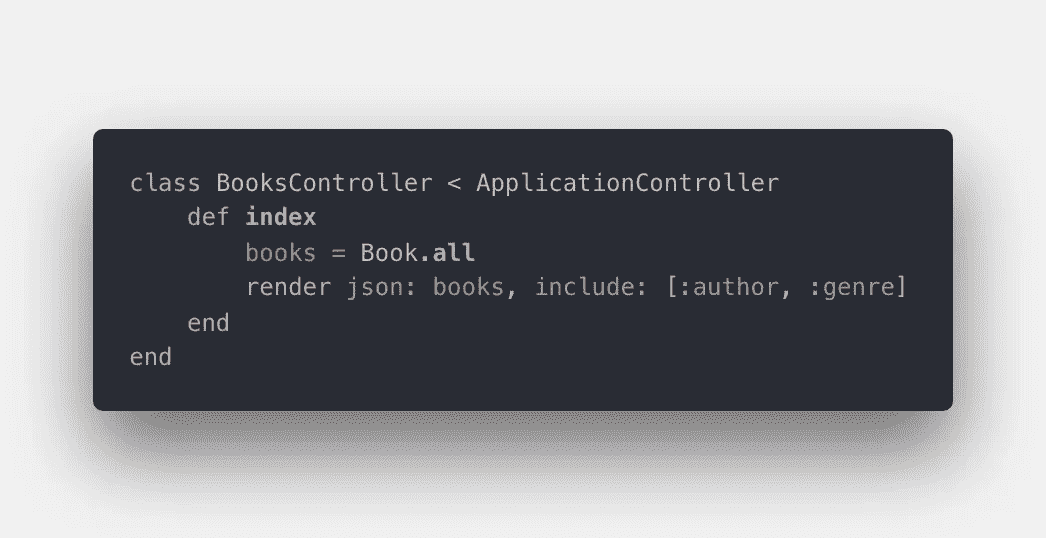 class BooksController < ApplicationController
    def index
        books = Book.all
        render json: books, include: [:author, :genre]
    end
end